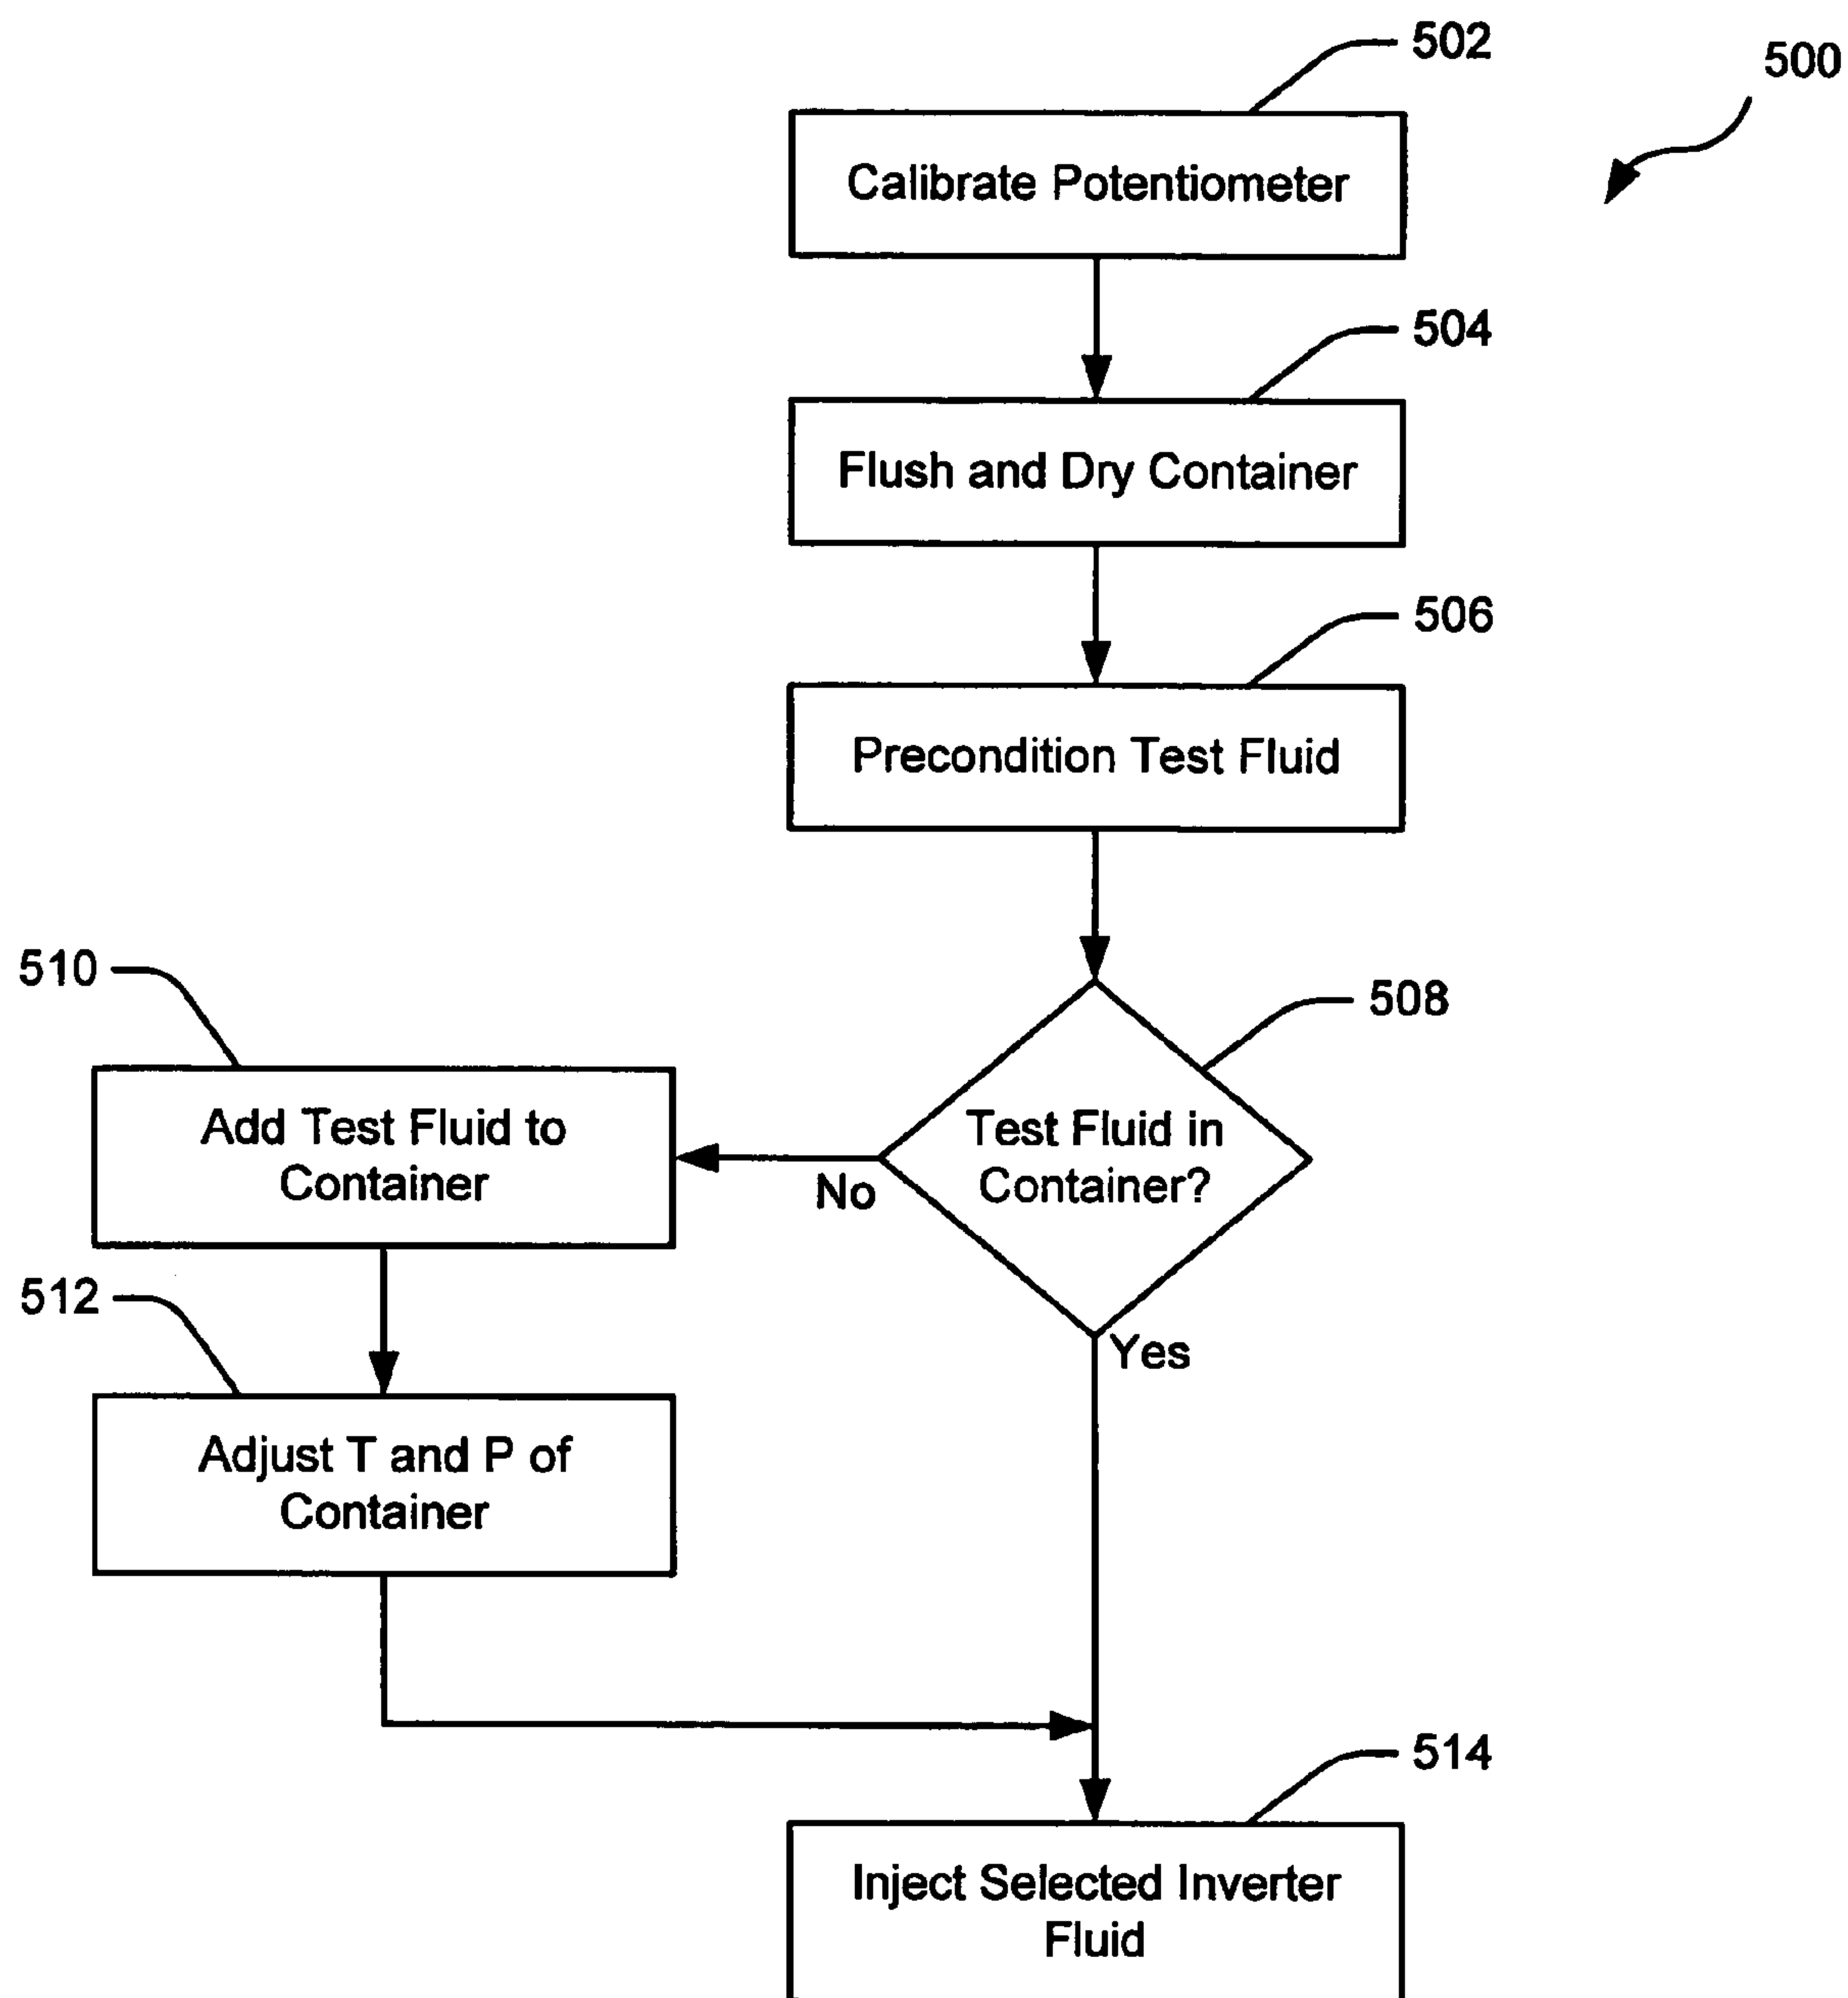 502
500
Calibrate Potentiometer
504
Flush and Dry Container
506
Precondition Test Fluid
510
508
Add Test Fluid to
Container
Test Fluid in
Container?
No
512
Yes
Adjust T and P of
Container
514
Inject Selected Inverter
Fluid